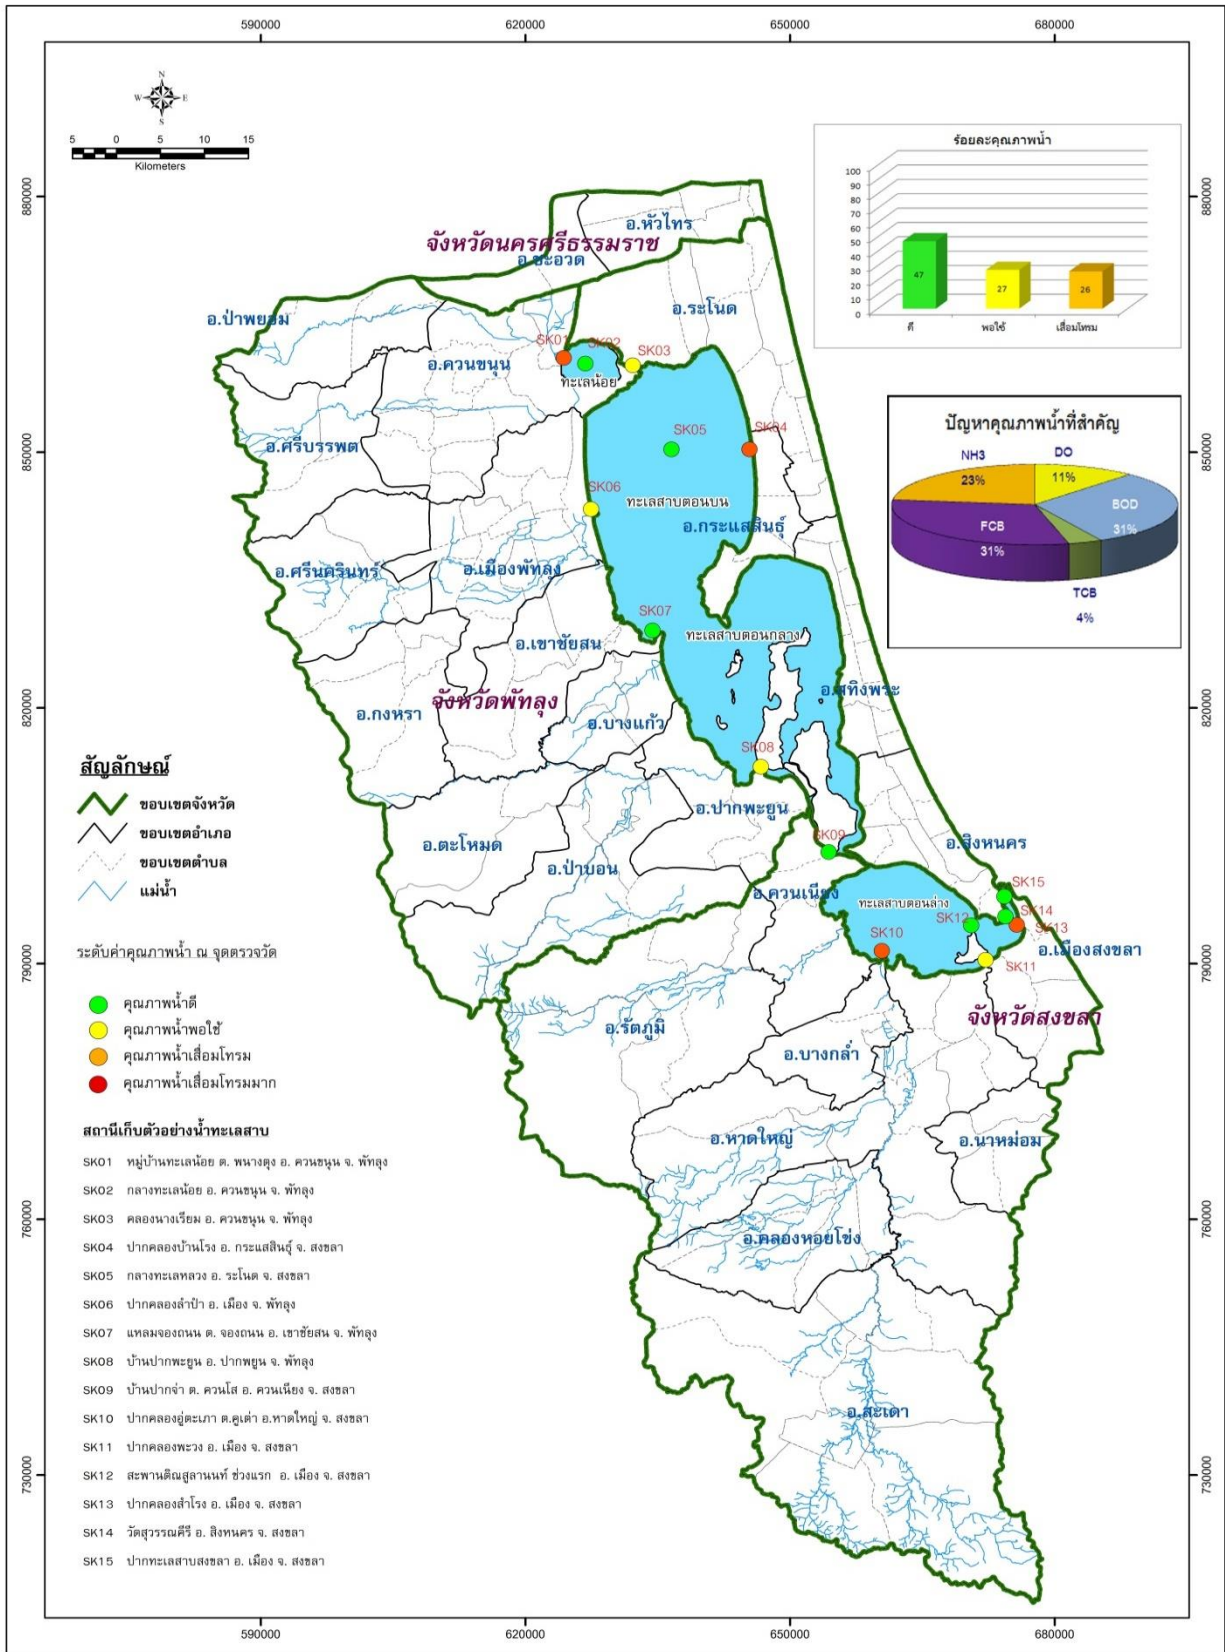 590000 620000 650000 680000
N
W E
S
5 0 5 10 15
Kilometers
ร้อยละคุณภาพน้ำ
100
90
80
70
60
50
40
30
20
10
0
47
27
26
ดี พอใช้ เสื่อมโทรม
880000 880000
อ.หัวไทร
จังหวัดนครศรีธรรมราช
อ.ชะอวด
อ.ป่าพยอม
อ.ระโนด
SK01
SK02
SK03
อ.ควนขนุน
ทะเลน้อย
ปัญหาคุณภาพน้ำที่สำคัญ
NH3
23%
DO
11%
BOD
31%
FCB
31%
TCB
4%
850000 850000
อ.ศรีบรรพต
SK05
SK04
SK06
ทะเลสาบตอนบน
อ.กระแสสินธุ์
อ.ศรีนครินทร์
อ.เมืองพัทลุง
SK07
อ.เขาชัยสน
ทะเลสาบตอนกลาง
อ.สทิงพระ
จังหวัดพัทลุง
อ.กงหรา
อ.บางแก้ว
820000 820000
SK08
สัญลักษณ์
ขอบเขตจังหวัด
ขอบเขตอำเภอ
ขอบเขตตำบล
แม่น้ำ
อ.ปากพะยูน
อ.ตะโหมด
SK09
อ.สิงหนคร
อ.ป่าบอน
อ.ควนเนียง
SK15
ทะเลสาบตอนล่าง
SK14
SK12
SK13
SK10
อ.เมืองสงขลา
SK11
790000 790000
ระดับค่าคุณภาพน้ำ ณ จุดตรวจวัด
คุณภาพน้ำดี
คุณภาพน้ำพอใช้
คุณภาพน้ำเสื่อมโทรม
คุณภาพน้ำเสื่อมโทรมมาก
จังหวัดสงขลา
อ.รัตภูมิ
อ.บางกล่ำ
อ.หาดใหญ่
อ.นาหม่อม
อ.คลองหอยโข่ง
760000 760000
อ.สะเดา
730000 730000
สถานีเก็บตัวอย่างน้ำทะเลสาบ
SK01 หมู่บ้านทะเลน้อย ต. พนางตุง อ. ควนขนุน จ. พัทลุง
SK02 กลางทะเลน้อย อ. ควนขนุน จ. พัทลุง
SK03 คลองนางเรียม อ. ควนขนุน จ. พัทลุง
SK04 ปากคลองบ้านโรง อ. กระแสสินธุ์ จ. สงขลา
SK05 กลางทะเลหลวง อ. ระโนด จ. สงขลา
SK06 ปากคลองลำปำ อ. เมือง จ. พัทลุง
SK07 แหลมจองถนน ต. จองถนน อ. เขาชัยสน จ. พัทลุง
SK08 บ้านปากพะยูน อ. ปากพยูน จ. พัทลุง
SK09 บ้านปากจ่า ต. ควนโส อ. ควนเนียง จ. สงขลา
SK10 ปากคลองอู่ตะเภา ต.คูเต่า อ.หาดใหญ่ จ. สงขลา
SK11 ปากคลองพะวง อ. เมือง จ. สงขลา
SK12 สะพานติณสูลานนท์ ช่วงแรก อ. เมือง จ. สงขลา
SK13 ปากคลองสำโรง อ. เมือง จ. สงขลา
SK14 วัดสุวรรณคีรี อ. สิงหนคร จ. สงขลา
SK15 ปากทะเลสาบสงขลา อ. เมือง จ. สงขลา
590000 620000 650000 680000